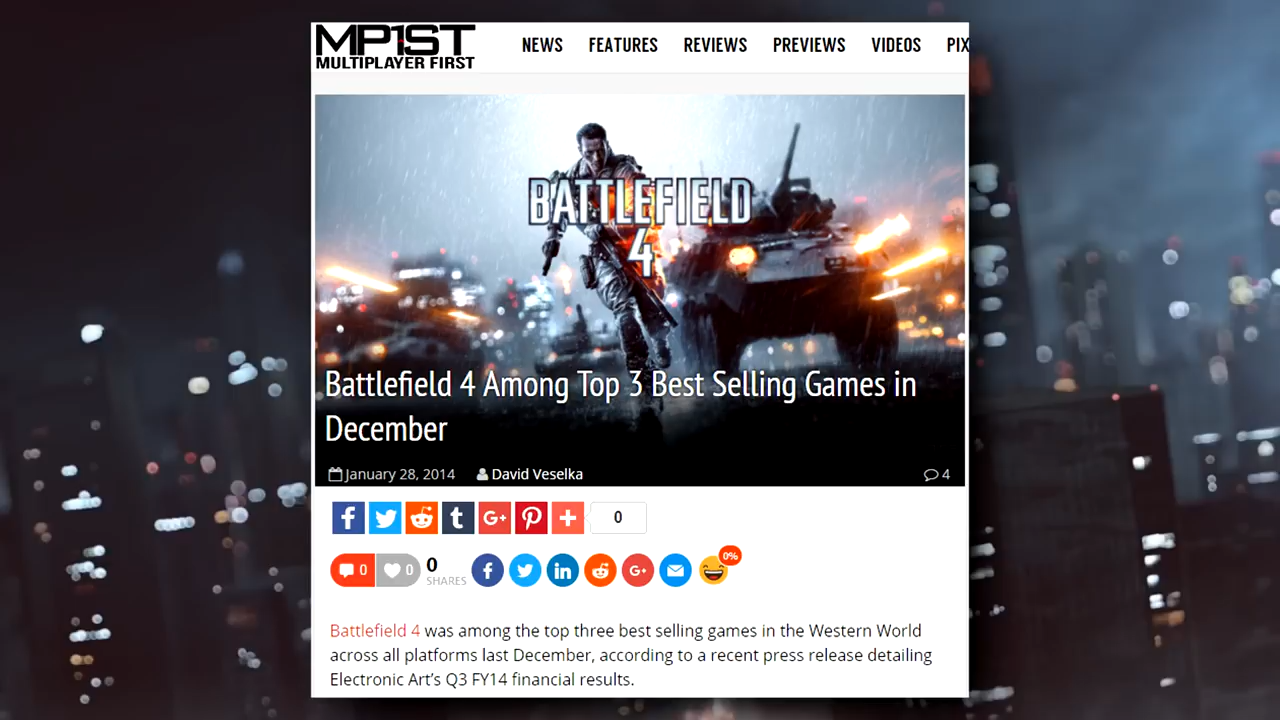 MP1ST
MULTIPLAYER FIRST
NEWS FEATURES REVIEWS PREVIEWS VIDEOS PIX
BATTLEFIELD
4
Battlefield 4 Among Top 3 Best Selling Games in
December
January 28, 2014 David Veselka 4
f t G+ + 0
0 0 0 f in G+ 0%
SHARES
Battlefield 4 was among the top three best selling games in the Western World
across all platforms last December, according to a recent press release detailing
Electronic Art's Q3 FY14 financial results.